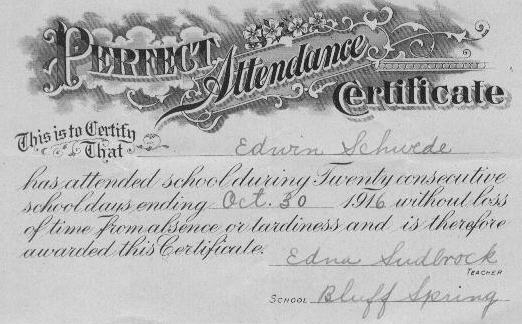 PERFECT
Attendance
Certificate
This is to Certify
That Edwin Schwede
has attended school during Twenty consecutive
school days ending Oct. 30 1916 without loss
of time from absence or tardiness and is therefore
awarded this Certificate.
Edna Sudbrock
TEACHER
SCHOOL Bluff Spring